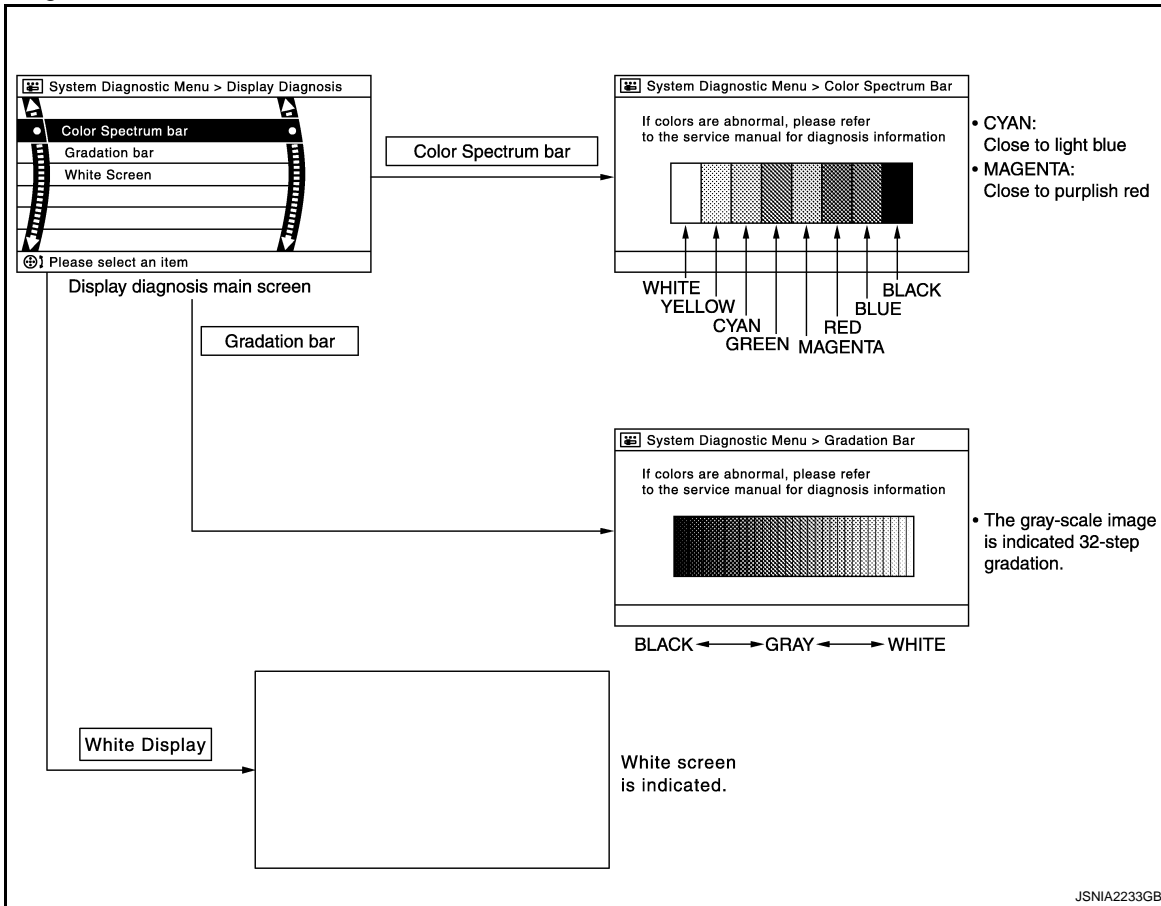 System Diagnostic Menu > Display Diagnosis
Color Spectrum bar
Gradation bar
White Screen
Please select an item
Display diagnosis main screen
Color Spectrum bar
System Diagnostic Menu > Color Spectrum Bar
If colors are abnormal, please refer
to the service manual for diagnosis information
WHITE
YELLOW
CYAN
GREEN
MAGENTA
RED
BLUE
BLACK
• CYAN:
Close to light blue
• MAGENTA:
Close to purplish red
Gradation bar
System Diagnostic Menu > Gradation Bar
If colors are abnormal, please refer
to the service manual for diagnosis information
BLACK GRAY WHITE
• The gray-scale image
is indicated 32-step
gradation.
White Display
White screen
is indicated.
JSNIA2233GB